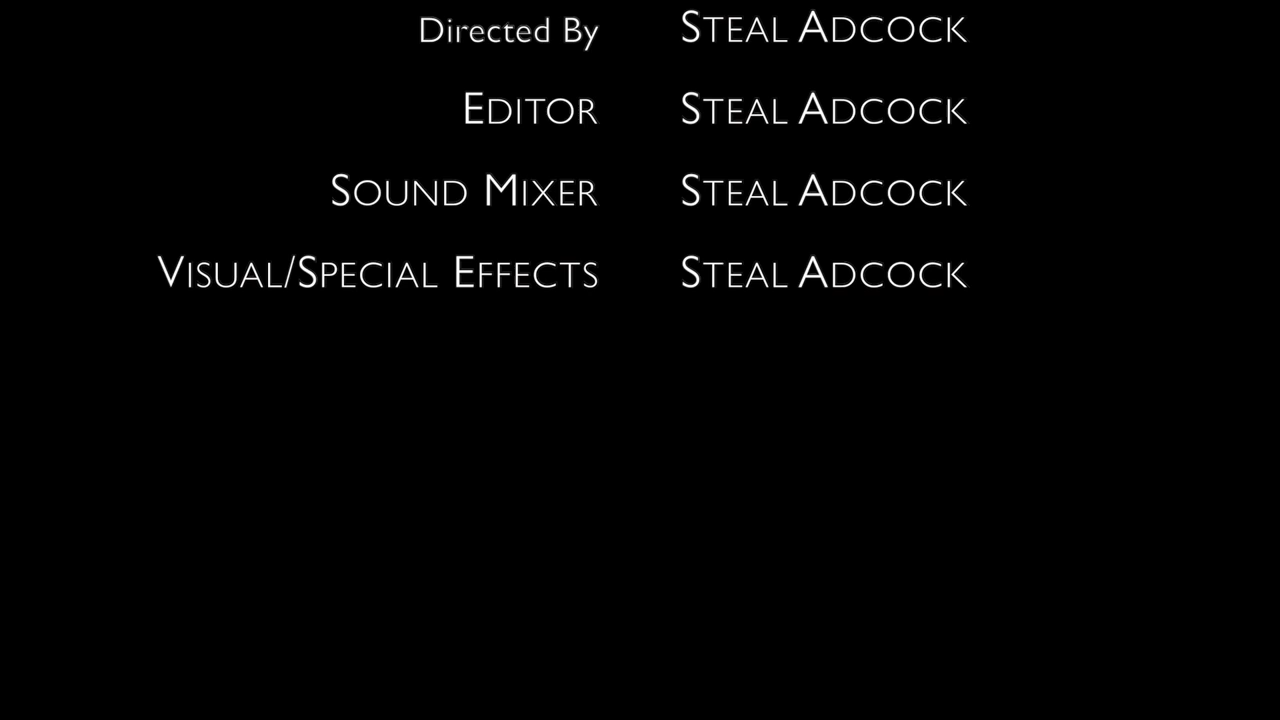 Directed By STEAL ADCOCK
EDITOR STEAL ADCOCK
SOUND MIXER STEAL ADCOCK
VISUAL/SPECIAL EFFECTS STEAL ADCOCK